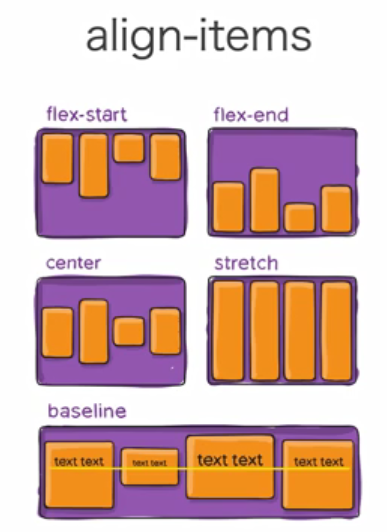 align-items
flex-start
flex-end
center
stretch
baseline
text text
text text
text text
text text